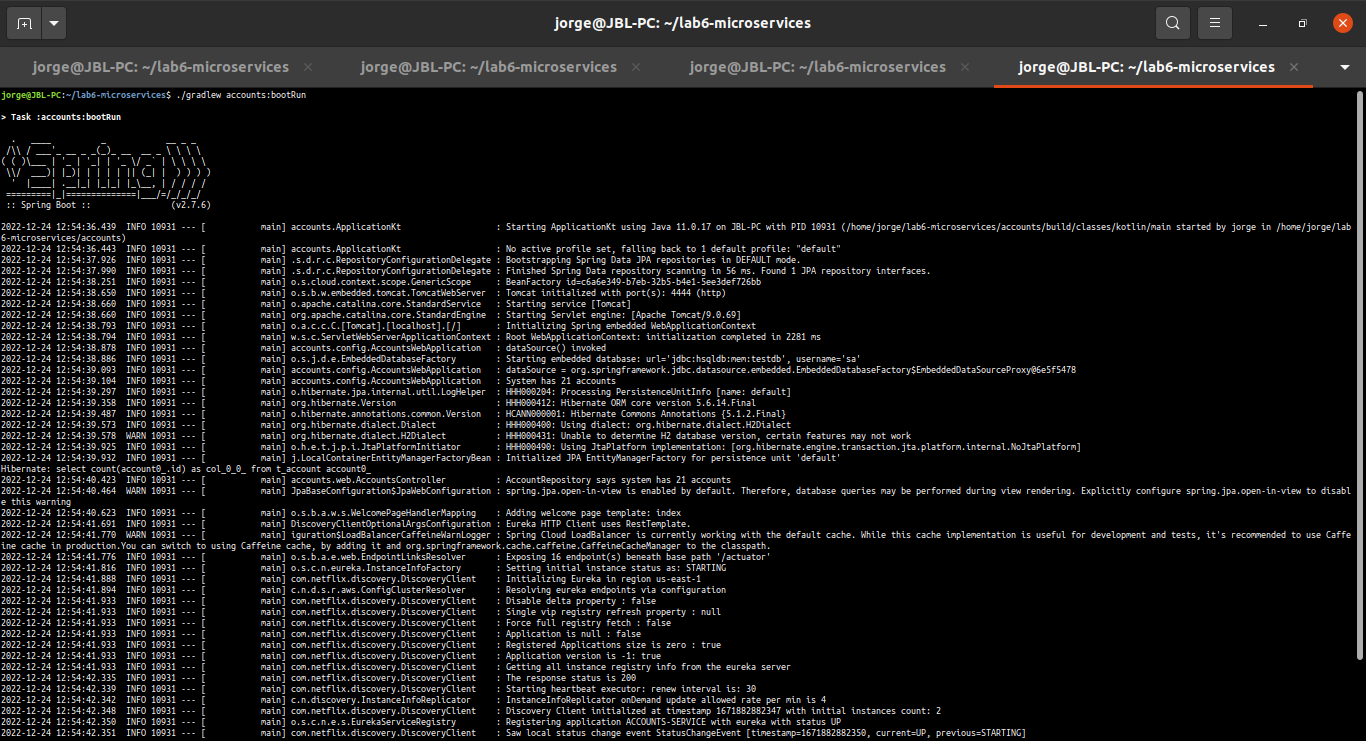 jorge@JBL-PC: ~/lab6-microservices
jorge@JBL-PC: ~/lab6-microservices × jorge@JBL-PC: ~/lab6-microservices × jorge@JBL-PC: ~/lab6-microservices × jorge@JBL-PC: ~/lab6-microservices ×
jorge@JBL-PC:~/lab6-microservices$ ./gradlew accounts:bootRun
> Task :accounts:bootRun
  .   ____          _            __ _ _
 /\\ / ___'_ __ _ _(_)_ __  __ _ \ \ \ \
( ( )\___ | '_ | '_| | '_ \/ _` | \ \ \ \
 \\/  ___)| |_)| | | | | || (_| |  ) ) ) )
  '  |____| .__|_| |_|_| |_\__, | / / / /
 =========|_|==============|___/=/_/_/_/
 :: Spring Boot ::                (v2.7.6)
2022-12-24 12:54:36.439  INFO 10931 --- [           main] accounts.ApplicationKt                   : Starting ApplicationKt using Java 11.0.17 on JBL-PC with PID 10931 (/home/jorge/lab6-microservices/accounts/build/classes/kotlin/main started by jorge in /home/jorge/lab
6-microservices/accounts)
2022-12-24 12:54:36.443  INFO 10931 --- [           main] accounts.ApplicationKt                   : No active profile set, falling back to 1 default profile: "default"
2022-12-24 12:54:37.926  INFO 10931 --- [           main] .s.d.r.c.RepositoryConfigurationDelegate : Bootstrapping Spring Data JPA repositories in DEFAULT mode.
2022-12-24 12:54:37.990  INFO 10931 --- [           main] .s.d.r.c.RepositoryConfigurationDelegate : Finished Spring Data repository scanning in 56 ms. Found 1 JPA repository interfaces.
2022-12-24 12:54:38.251  INFO 10931 --- [           main] o.s.cloud.context.scope.GenericScope     : BeanFactory id=c6a6e349-b7eb-32b5-b4e1-5ee3def726bb
2022-12-24 12:54:38.650  INFO 10931 --- [           main] o.s.b.w.embedded.tomcat.TomcatWebServer  : Tomcat initialized with port(s): 4444 (http)
2022-12-24 12:54:38.660  INFO 10931 --- [           main] o.apache.catalina.core.StandardService   : Starting service [Tomcat]
2022-12-24 12:54:38.660  INFO 10931 --- [           main] org.apache.catalina.core.StandardEngine  : Starting Servlet engine: [Apache Tomcat/9.0.69]
2022-12-24 12:54:38.793  INFO 10931 --- [           main] o.a.c.c.C.[Tomcat].[localhost].[/]       : Initializing Spring embedded WebApplicationContext
2022-12-24 12:54:38.794  INFO 10931 --- [           main] w.s.c.ServletWebServerApplicationContext : Root WebApplicationContext: initialization completed in 2281 ms
2022-12-24 12:54:38.878  INFO 10931 --- [           main] accounts.config.AccountsWebApplication   : dataSource() invoked
2022-12-24 12:54:38.886  INFO 10931 --- [           main] o.s.j.d.e.EmbeddedDatabaseFactory        : Starting embedded database: url='jdbc:hsqldb:mem:testdb', username='sa'
2022-12-24 12:54:39.093  INFO 10931 --- [           main] accounts.config.AccountsWebApplication   : dataSource = org.springframework.jdbc.datasource.embedded.EmbeddedDatabaseFactory$EmbeddedDataSourceProxy@6e5f5478
2022-12-24 12:54:39.104  INFO 10931 --- [           main] accounts.config.AccountsWebApplication   : System has 21 accounts
2022-12-24 12:54:39.297  INFO 10931 --- [           main] o.hibernate.jpa.internal.util.LogHelper  : HHH000204: Processing PersistenceUnitInfo [name: default]
2022-12-24 12:54:39.358  INFO 10931 --- [           main] org.hibernate.Version                    : HHH000412: Hibernate ORM core version 5.6.14.Final
2022-12-24 12:54:39.487  INFO 10931 --- [           main] o.hibernate.annotations.common.Version   : HCANN000001: Hibernate Commons Annotations {5.1.2.Final}
2022-12-24 12:54:39.573  INFO 10931 --- [           main] org.hibernate.dialect.Dialect            : HHH000400: Using dialect: org.hibernate.dialect.H2Dialect
2022-12-24 12:54:39.578  WARN 10931 --- [           main] org.hibernate.dialect.H2Dialect          : HHH000431: Unable to determine H2 database version, certain features may not work
2022-12-24 12:54:39.925  INFO 10931 --- [           main] o.h.e.t.j.p.i.JtaPlatformInitiator       : HHH000490: Using JtaPlatform implementation: [org.hibernate.engine.transaction.jta.platform.internal.NoJtaPlatform]
2022-12-24 12:54:39.932  INFO 10931 --- [           main] j.LocalContainerEntityManagerFactoryBean : Initialized JPA EntityManagerFactory for persistence unit 'default'
Hibernate: select count(account0_.id) as col_0_0_ from t_account account0_
2022-12-24 12:54:40.423  INFO 10931 --- [           main] accounts.web.AccountsController          : AccountRepository says system has 21 accounts
2022-12-24 12:54:40.464  WARN 10931 --- [           main] JpaBaseConfiguration$JpaWebConfiguration : spring.jpa.open-in-view is enabled by default. Therefore, database queries may be performed during view rendering. Explicitly configure spring.jpa.open-in-view to disabl
e this warning
2022-12-24 12:54:40.623  INFO 10931 --- [           main] o.s.b.a.w.s.WelcomePageHandlerMapping    : Adding welcome page template: index
2022-12-24 12:54:41.691  INFO 10931 --- [           main] DiscoveryClientOptionalArgsConfiguration : Eureka HTTP Client uses RestTemplate.
2022-12-24 12:54:41.770  WARN 10931 --- [           main] iguration$LoadBalancerCaffeineWarnLogger : Spring Cloud LoadBalancer is currently working with the default cache. While this cache implementation is useful for development and tests, it's recommended to use Caffe
ine cache in production.You can switch to using Caffeine cache, by adding it and org.springframework.cache.caffeine.CaffeineCacheManager to the classpath.
2022-12-24 12:54:41.776  INFO 10931 --- [           main] o.s.b.a.e.web.EndpointLinksResolver      : Exposing 16 endpoint(s) beneath base path '/actuator'
2022-12-24 12:54:41.816  INFO 10931 --- [           main] o.s.c.n.eureka.InstanceInfoFactory       : Setting initial instance status as: STARTING
2022-12-24 12:54:41.888  INFO 10931 --- [           main] com.netflix.discovery.DiscoveryClient    : Initializing Eureka in region us-east-1
2022-12-24 12:54:41.894  INFO 10931 --- [           main] c.n.d.s.r.aws.ConfigClusterResolver      : Resolving eureka endpoints via configuration
2022-12-24 12:54:41.933  INFO 10931 --- [           main] com.netflix.discovery.DiscoveryClient    : Disable delta property : false
2022-12-24 12:54:41.933  INFO 10931 --- [           main] com.netflix.discovery.DiscoveryClient    : Single vip registry refresh property : null
2022-12-24 12:54:41.933  INFO 10931 --- [           main] com.netflix.discovery.DiscoveryClient    : Force full registry fetch : false
2022-12-24 12:54:41.933  INFO 10931 --- [           main] com.netflix.discovery.DiscoveryClient    : Application is null : false
2022-12-24 12:54:41.933  INFO 10931 --- [           main] com.netflix.discovery.DiscoveryClient    : Registered Applications size is zero : true
2022-12-24 12:54:41.933  INFO 10931 --- [           main] com.netflix.discovery.DiscoveryClient    : Application version is -1: true
2022-12-24 12:54:41.933  INFO 10931 --- [           main] com.netflix.discovery.DiscoveryClient    : Getting all instance registry info from the eureka server
2022-12-24 12:54:42.335  INFO 10931 --- [           main] com.netflix.discovery.DiscoveryClient    : The response status is 200
2022-12-24 12:54:42.339  INFO 10931 --- [           main] com.netflix.discovery.DiscoveryClient    : Starting heartbeat executor: renew interval is: 30
2022-12-24 12:54:42.342  INFO 10931 --- [           main] c.n.discovery.InstanceInfoReplicator     : InstanceInfoReplicator onDemand update allowed rate per min is 4
2022-12-24 12:54:42.348  INFO 10931 --- [           main] com.netflix.discovery.DiscoveryClient    : Discovery Client initialized at timestamp 1671882882347 with initial instances count: 2
2022-12-24 12:54:42.350  INFO 10931 --- [           main] o.s.c.n.e.s.EurekaServiceRegistry        : Registering application ACCOUNTS-SERVICE with eureka with status UP
2022-12-24 12:54:42.351  INFO 10931 --- [           main] com.netflix.discovery.DiscoveryClient    : Saw local status change event StatusChangeEvent [timestamp=1671882882350, current=UP, previous=STARTING]